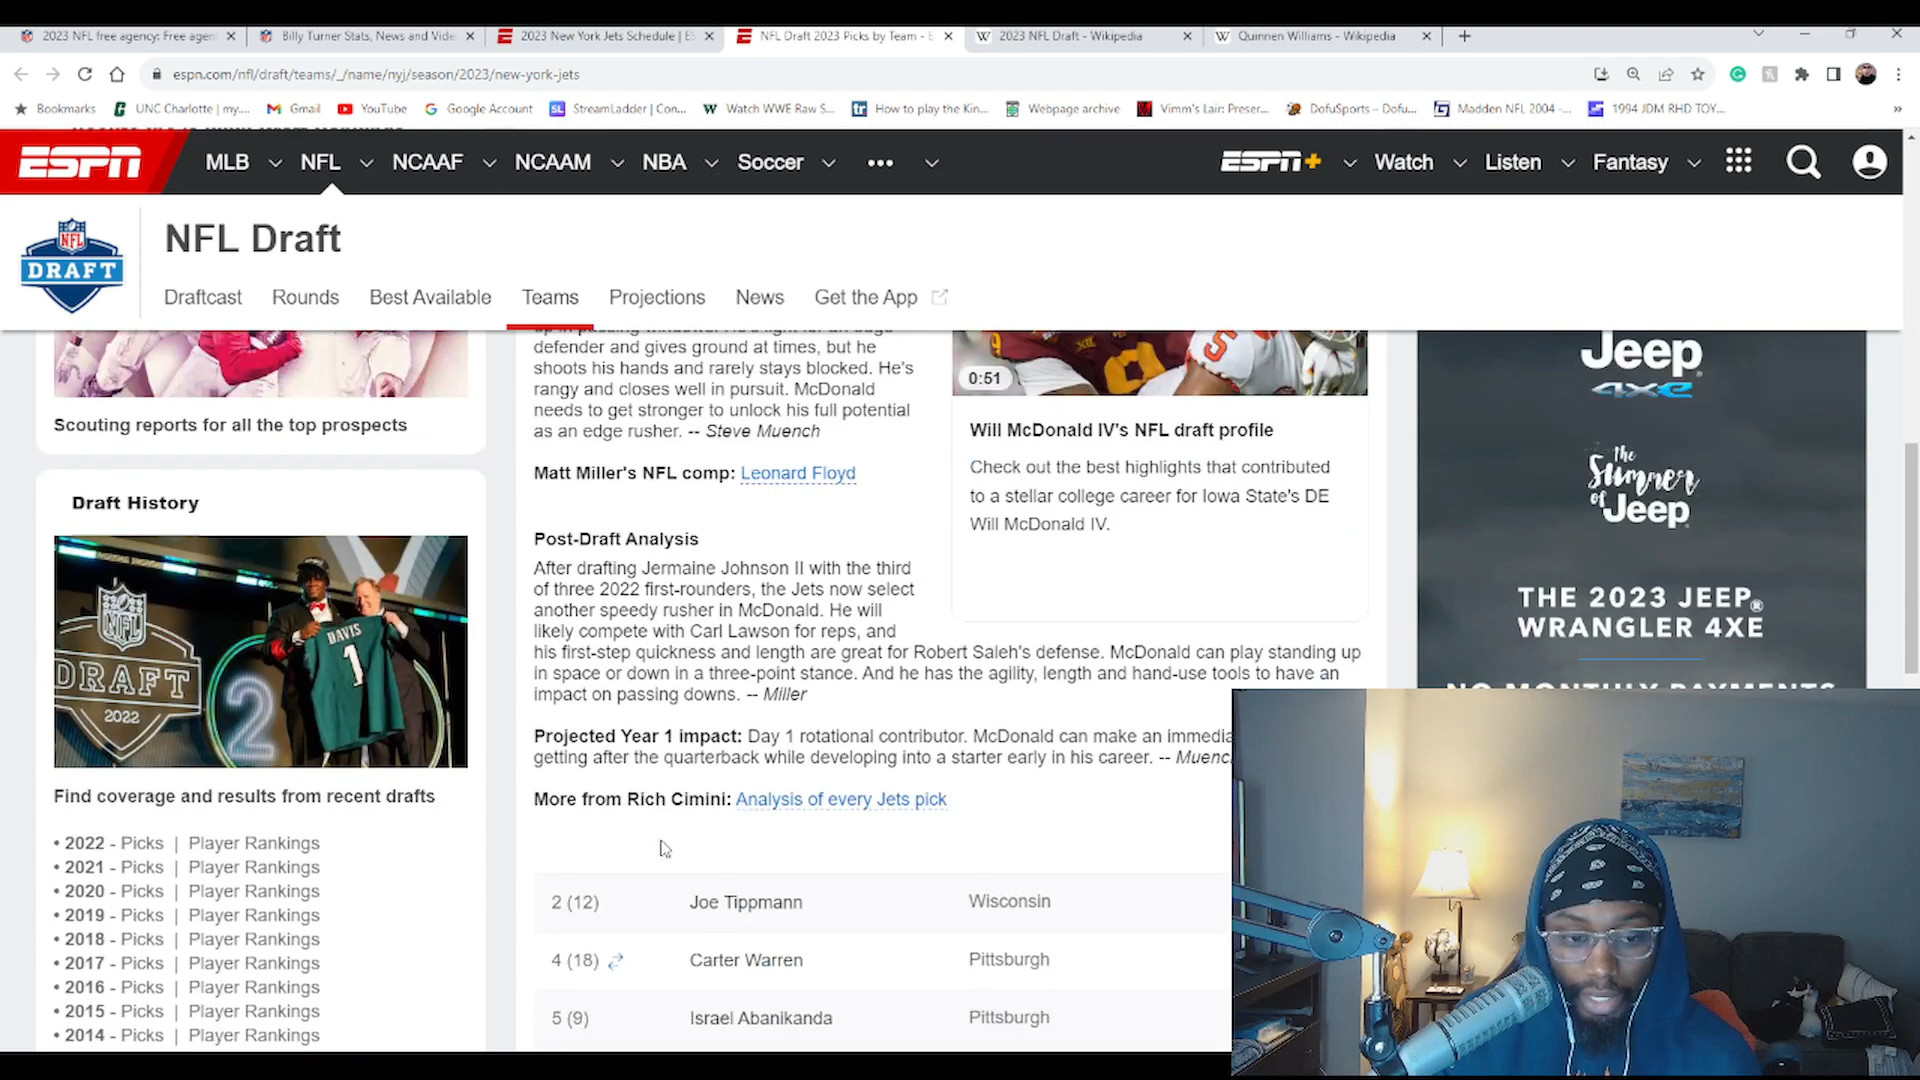 2023 NFL free agency: Free agen
Billy Turner Stats, News and Vide
2023 New York Jets Schedule | ES
NFL Draft 2023 Picks by Team - E
2023 NFL Draft - Wikipedia
Quinnen Williams - Wikipedia
espn.com/nfl/draft/teams/_/name/nyj/season/2023/new-york-jets
Bookmarks
UNC Charlotte | my....
Gmail
YouTube
Google Account
StreamLadder | Con...
Watch WWE Raw S...
How to play the Kin...
Webpage archive
Vimm's Lair: Preser...
DofuSports – Dofu...
Madden NFL 2004 -...
1994 JDM RHD TOY...
ESPN
MLB
NFL
NCAAF
NCAAM
NBA
Soccer
ESPN+
Watch
Listen
Fantasy
NFL
DRAFT
NFL Draft
Draftcast
Rounds
Best Available
Teams
Projections
News
Get the App
Scouting reports for all the top prospects
Draft History
NFL
DRAFT
2022
DAVIS
1
2
Find coverage and results from recent drafts
• 2022 - Picks | Player Rankings
• 2021 - Picks | Player Rankings
• 2020 - Picks | Player Rankings
• 2019 - Picks | Player Rankings
• 2018 - Picks | Player Rankings
• 2017 - Picks | Player Rankings
• 2016 - Picks | Player Rankings
• 2015 - Picks | Player Rankings
• 2014 - Picks | Player Rankings
defender and gives ground at times, but he
shoots his hands and rarely stays blocked. He's
rangy and closes well in pursuit. McDonald
needs to get stronger to unlock his full potential
as an edge rusher. -- Steve Muench
Matt Miller's NFL comp: Leonard Floyd
Post-Draft Analysis
After drafting Jermaine Johnson II with the third
of three 2022 first-rounders, the Jets now select
another speedy rusher in McDonald. He will
likely compete with Carl Lawson for reps, and
his first-step quickness and length are great for Robert Saleh's defense. McDonald can play standing up
in space or down in a three-point stance. And he has the agility, length and hand-use tools to have an
impact on passing downs. -- Miller
Projected Year 1 impact: Day 1 rotational contributor. McDonald can make an immedia
getting after the quarterback while developing into a starter early in his career. -- Muenc
More from Rich Cimini: Analysis of every Jets pick
2 (12) Joe Tippmann Wisconsin
4 (18) Carter Warren Pittsburgh
5 (9) Israel Abanikanda Pittsburgh
0:51
Will McDonald IV's NFL draft profile
Check out the best highlights that contributed
to a stellar college career for Iowa State's DE
Will McDonald IV.
Jeep
4xe
the
Summer
of Jeep
THE 2023 JEEP®
WRANGLER 4XE
NO MONTHLY PAYMENTS